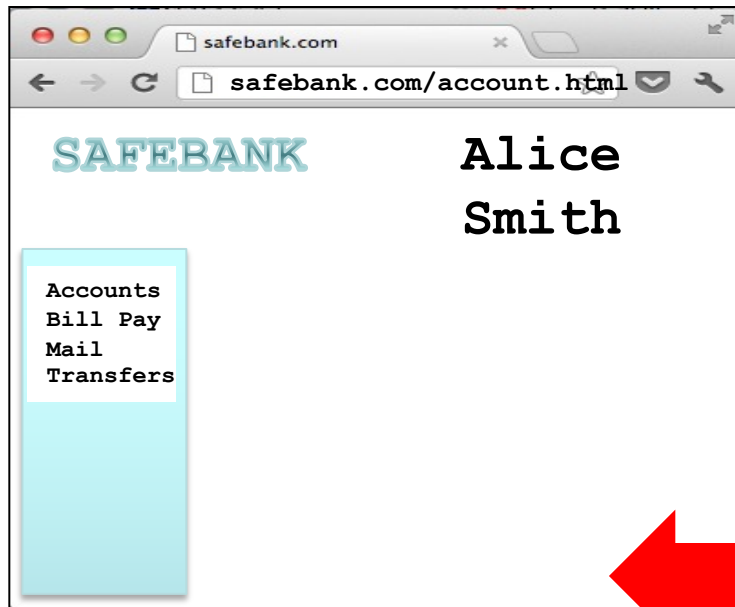 safebank.com
safebank.com/account.html
SAFEBANK
Alice
Smith
Accounts
Bill Pay
Mail
Transfers